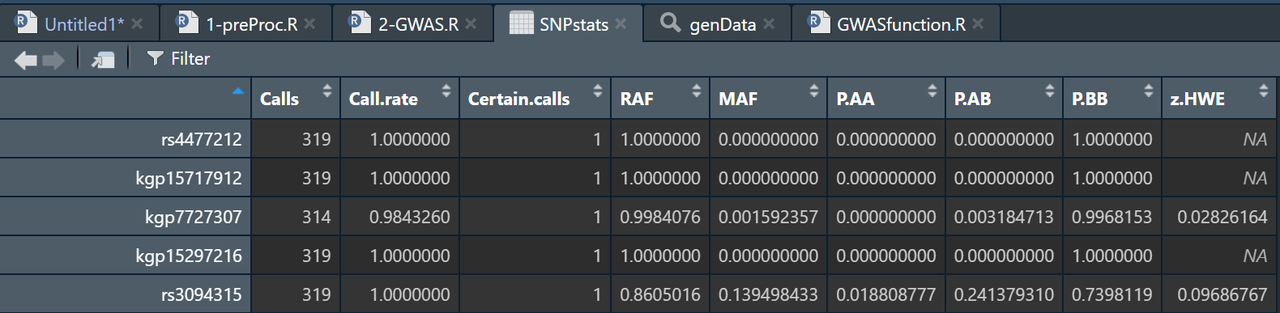 Untitled1* 1-preProc.R 2-GWAS.R SNPstats genData GWASfunction.R
Filter
Calls Call.rate Certain.calls RAF MAF P.AA P.AB P.BB z.HWE
rs4477212 319 1.0000000 1 1.0000000 0.000000000 0.000000000 0.000000000 1.0000000 NA
kgp15717912 319 1.0000000 1 1.0000000 0.000000000 0.000000000 0.000000000 1.0000000 NA
kgp7727307 314 0.9843260 1 0.9984076 0.001592357 0.000000000 0.003184713 0.9968153 0.02826164
kgp15297216 319 1.0000000 1 1.0000000 0.000000000 0.000000000 0.000000000 1.0000000 NA
rs3094315 319 1.0000000 1 0.8605016 0.139498433 0.018808777 0.241379310 0.7398119 0.09686767